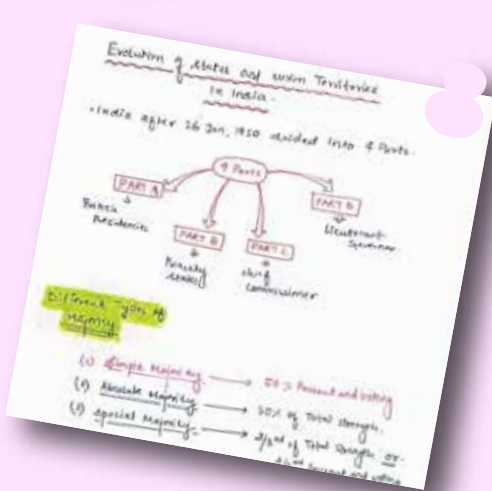 Evolution of states and union Territories
in India.
• India after 26 Jan, 1950 divided into 4 Parts.
4 Parts
PART A
PART D
British
Presidencies
Lieutenant
Governor
PART B
PART C
Princely
States
chief
commissioner
Different Types of
Majority
(1) Simple Majority → 50% Present and voting
(2) Absolute Majority → 50% of Total strength.
(3) Special Majority → 2/3rd of Total Strength or
Present and voting